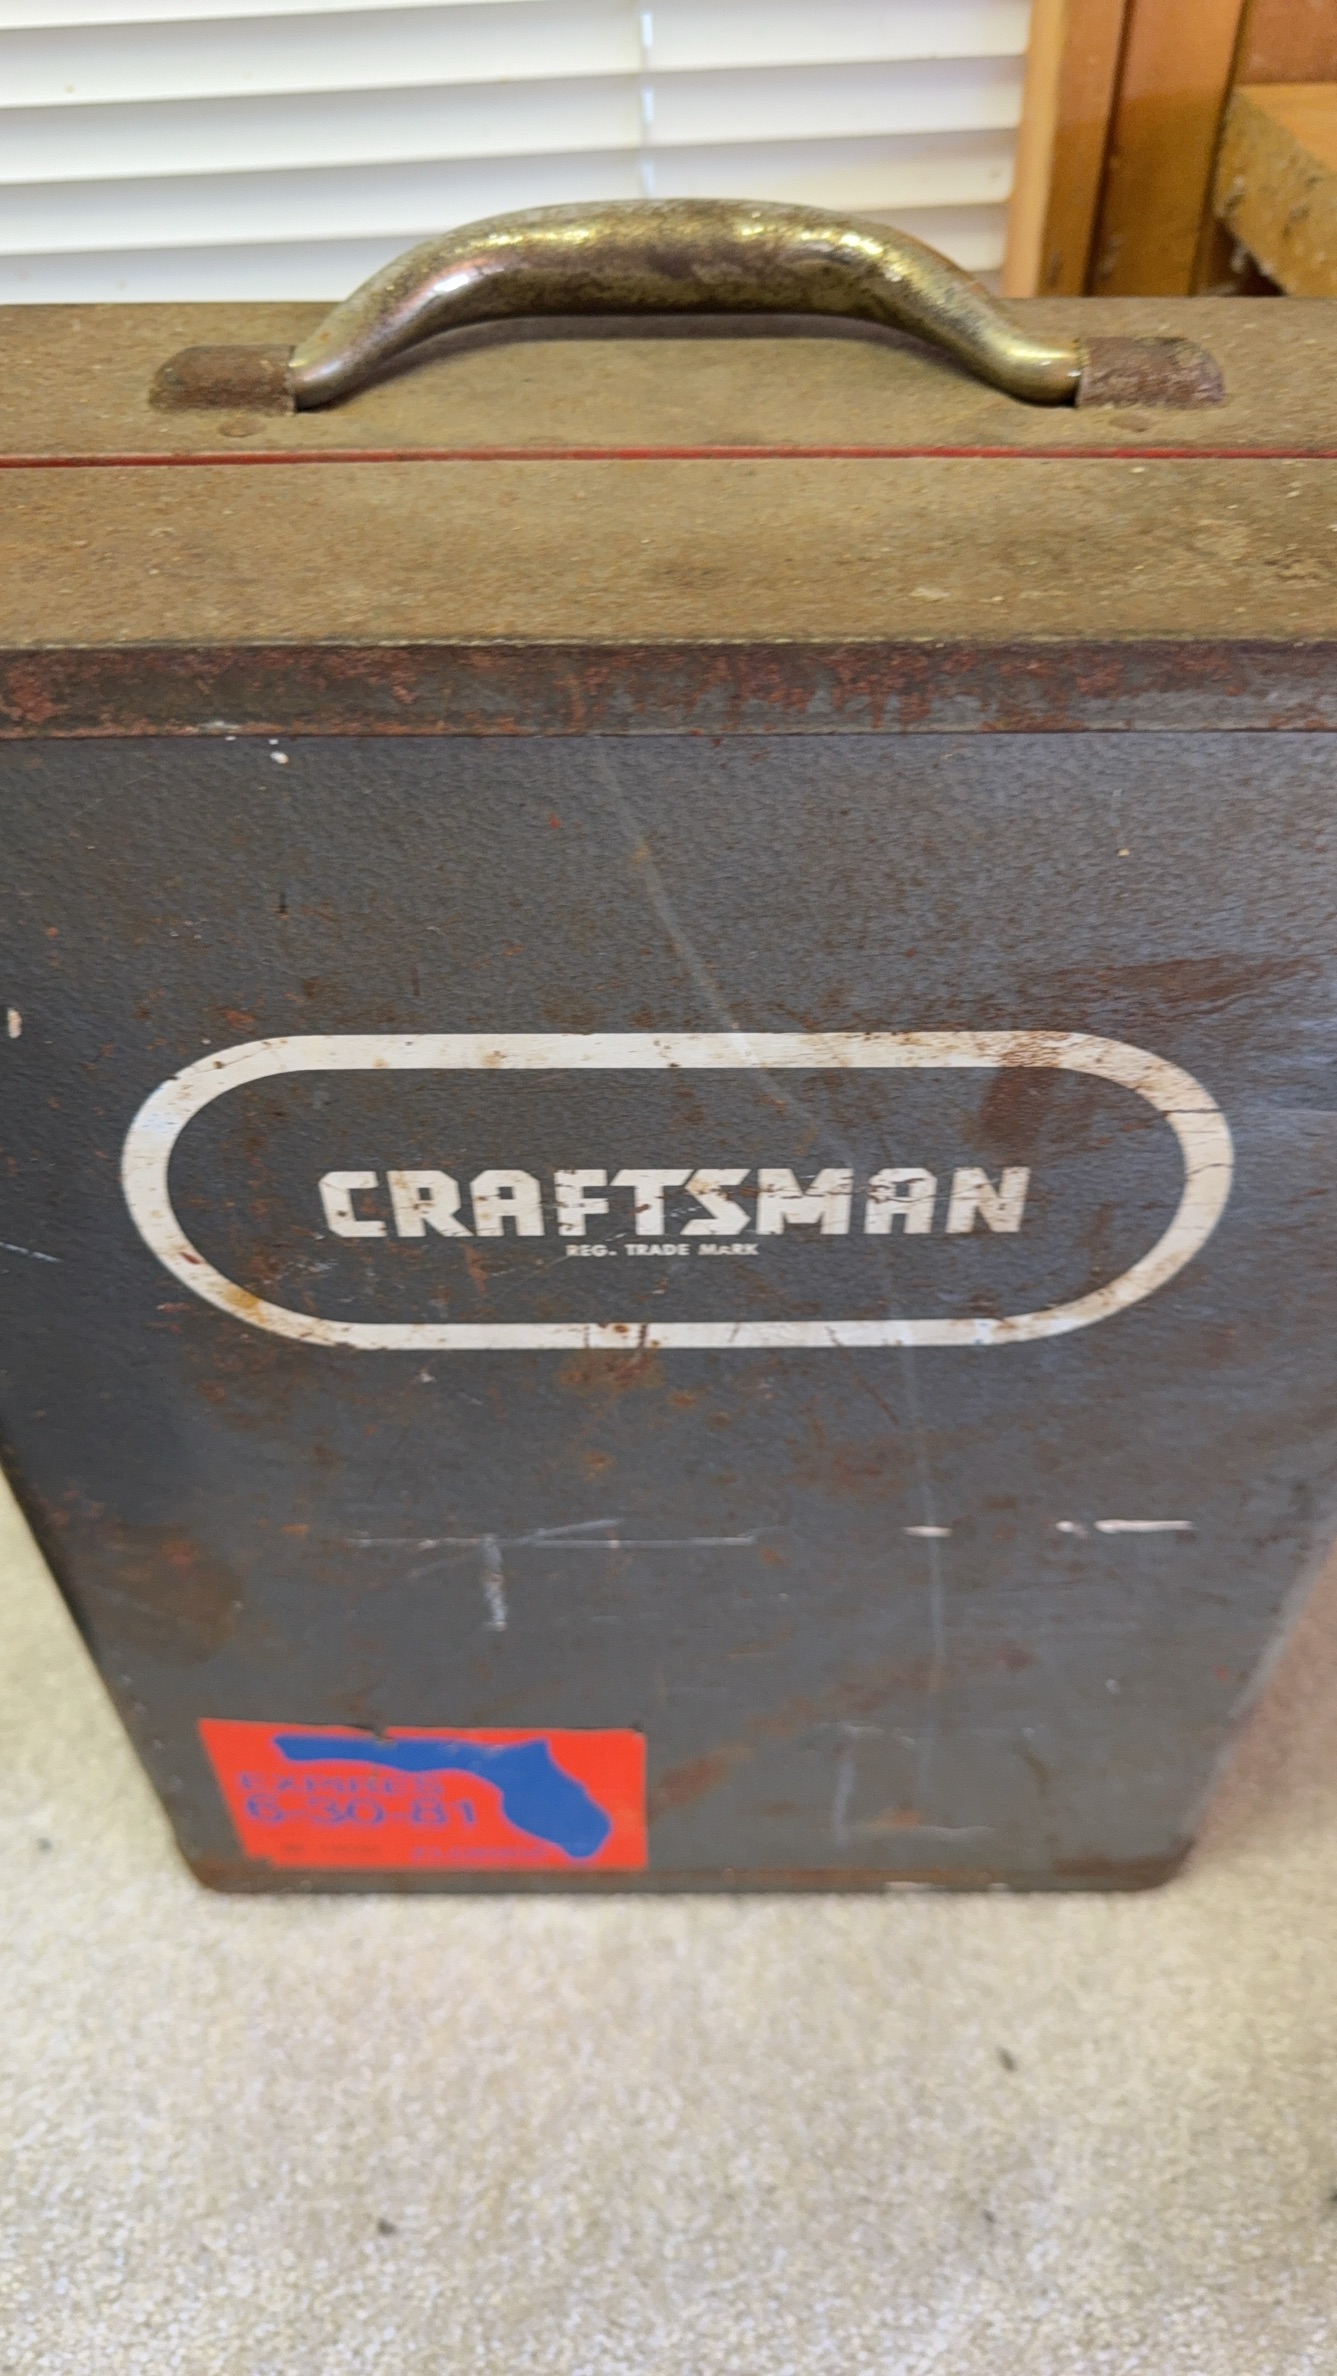 CRAFTSMAN
REG. TRADE MARK
EXPIRES
6-30-81